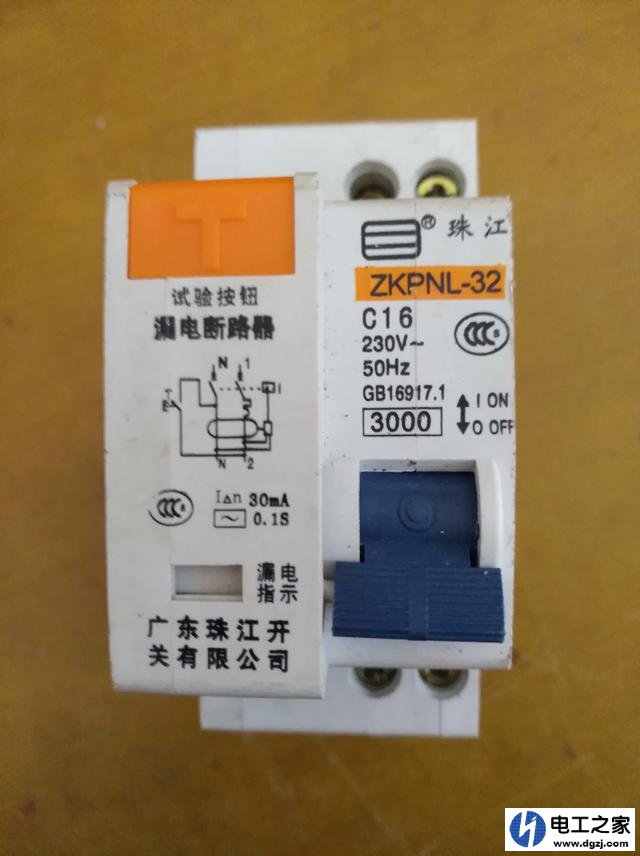 T
试验按钮
漏电断路器
N 1
N 2
I△n 30mA
~ 0.1S
漏电
指示
广东珠江开
关有限公司
® 珠江
ZKPNL-32
C16
230V~
50Hz
GB16917.1
3000
I ON
O OFF
CCC S
电工之家
www.dgzj.com